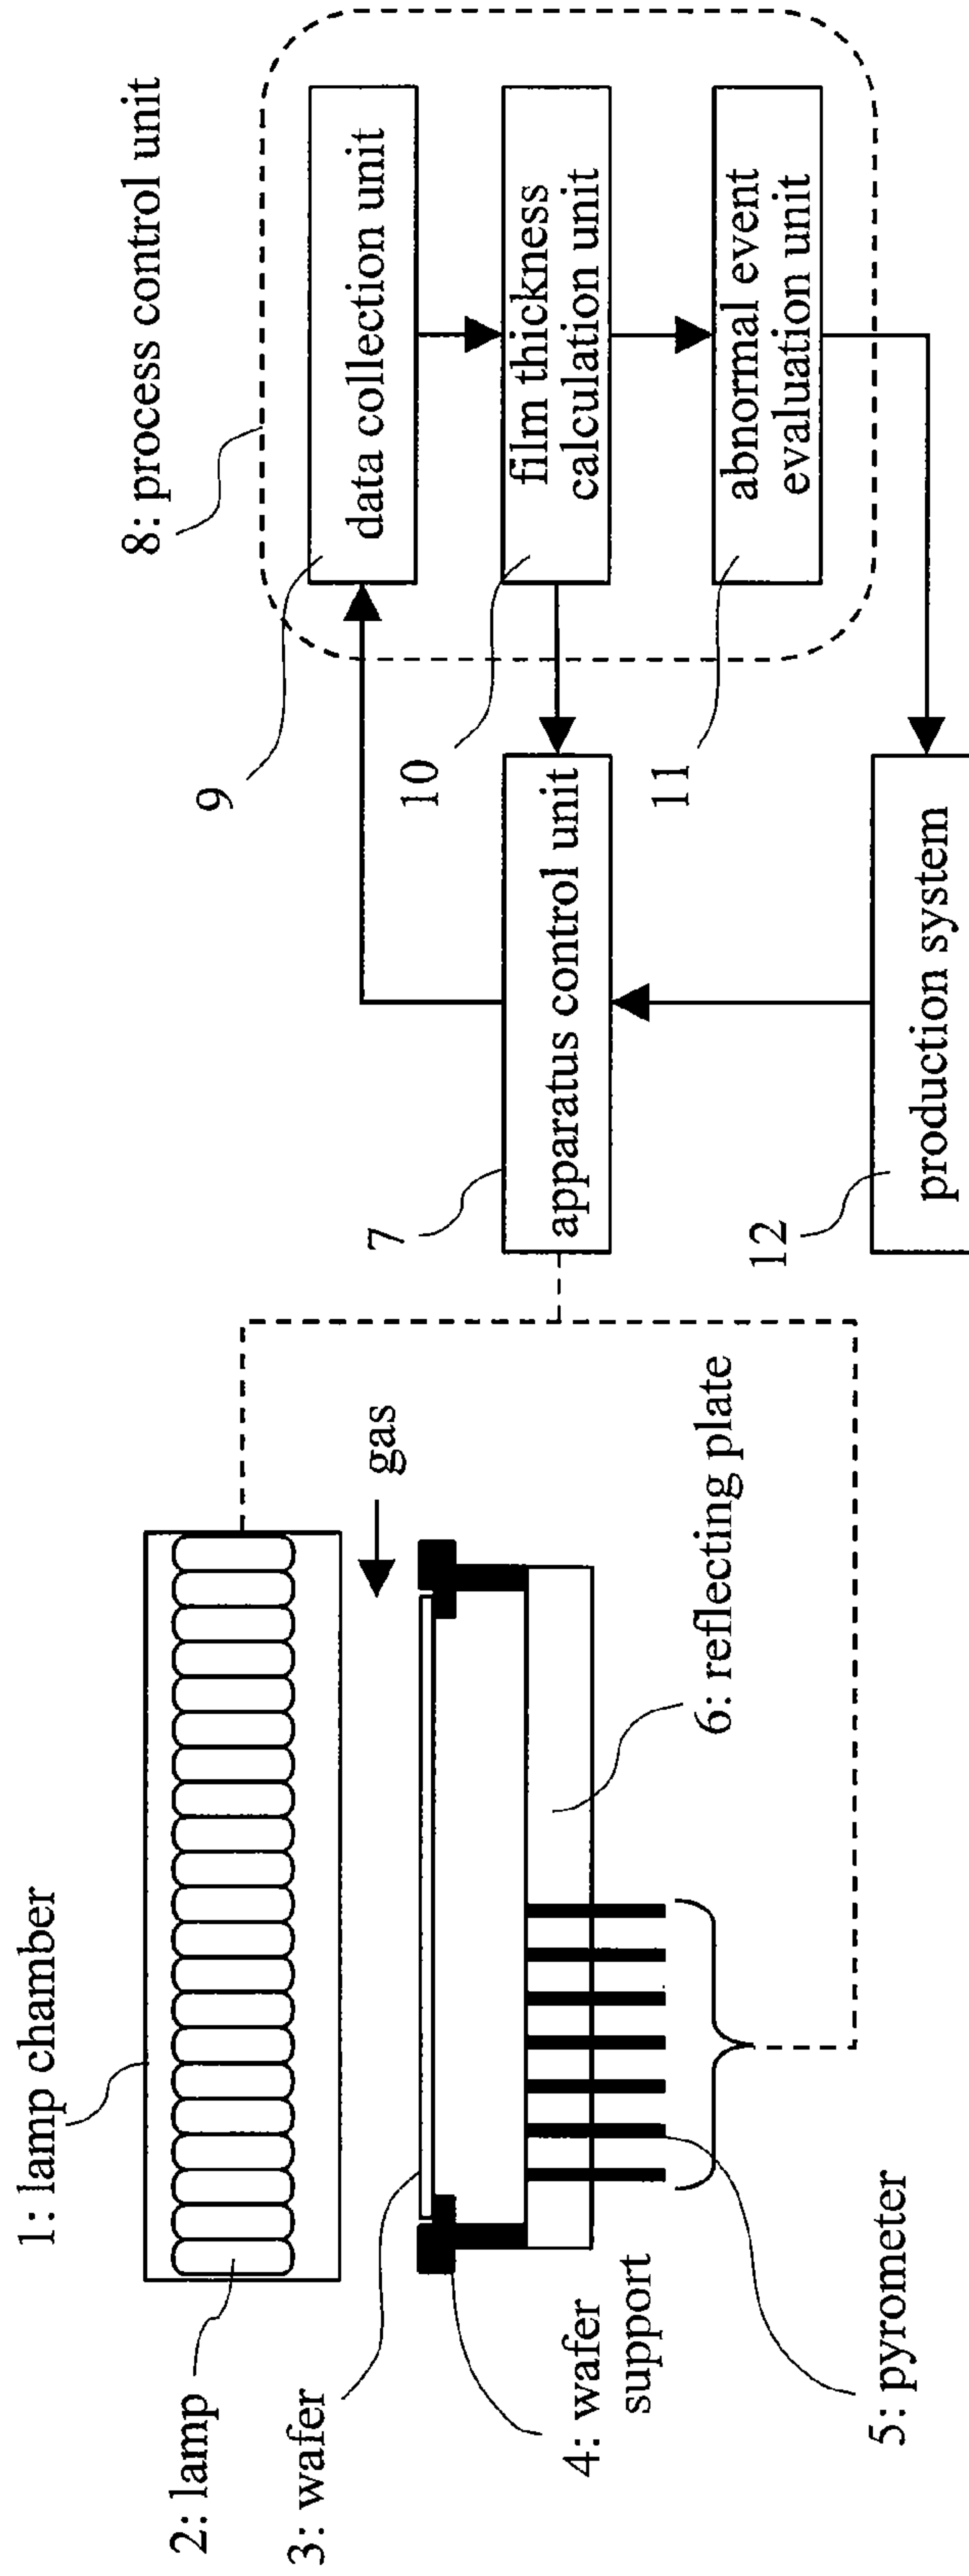 1: lamp chamber
2: lamp
3: wafer
4: wafer
support
5: pyrometer
6: reflecting plate
gas
7
apparatus control unit
8: process control unit
9
data collection unit
10
film thickness
calculation unit
11
abnormal event
evaluation unit
12
production system